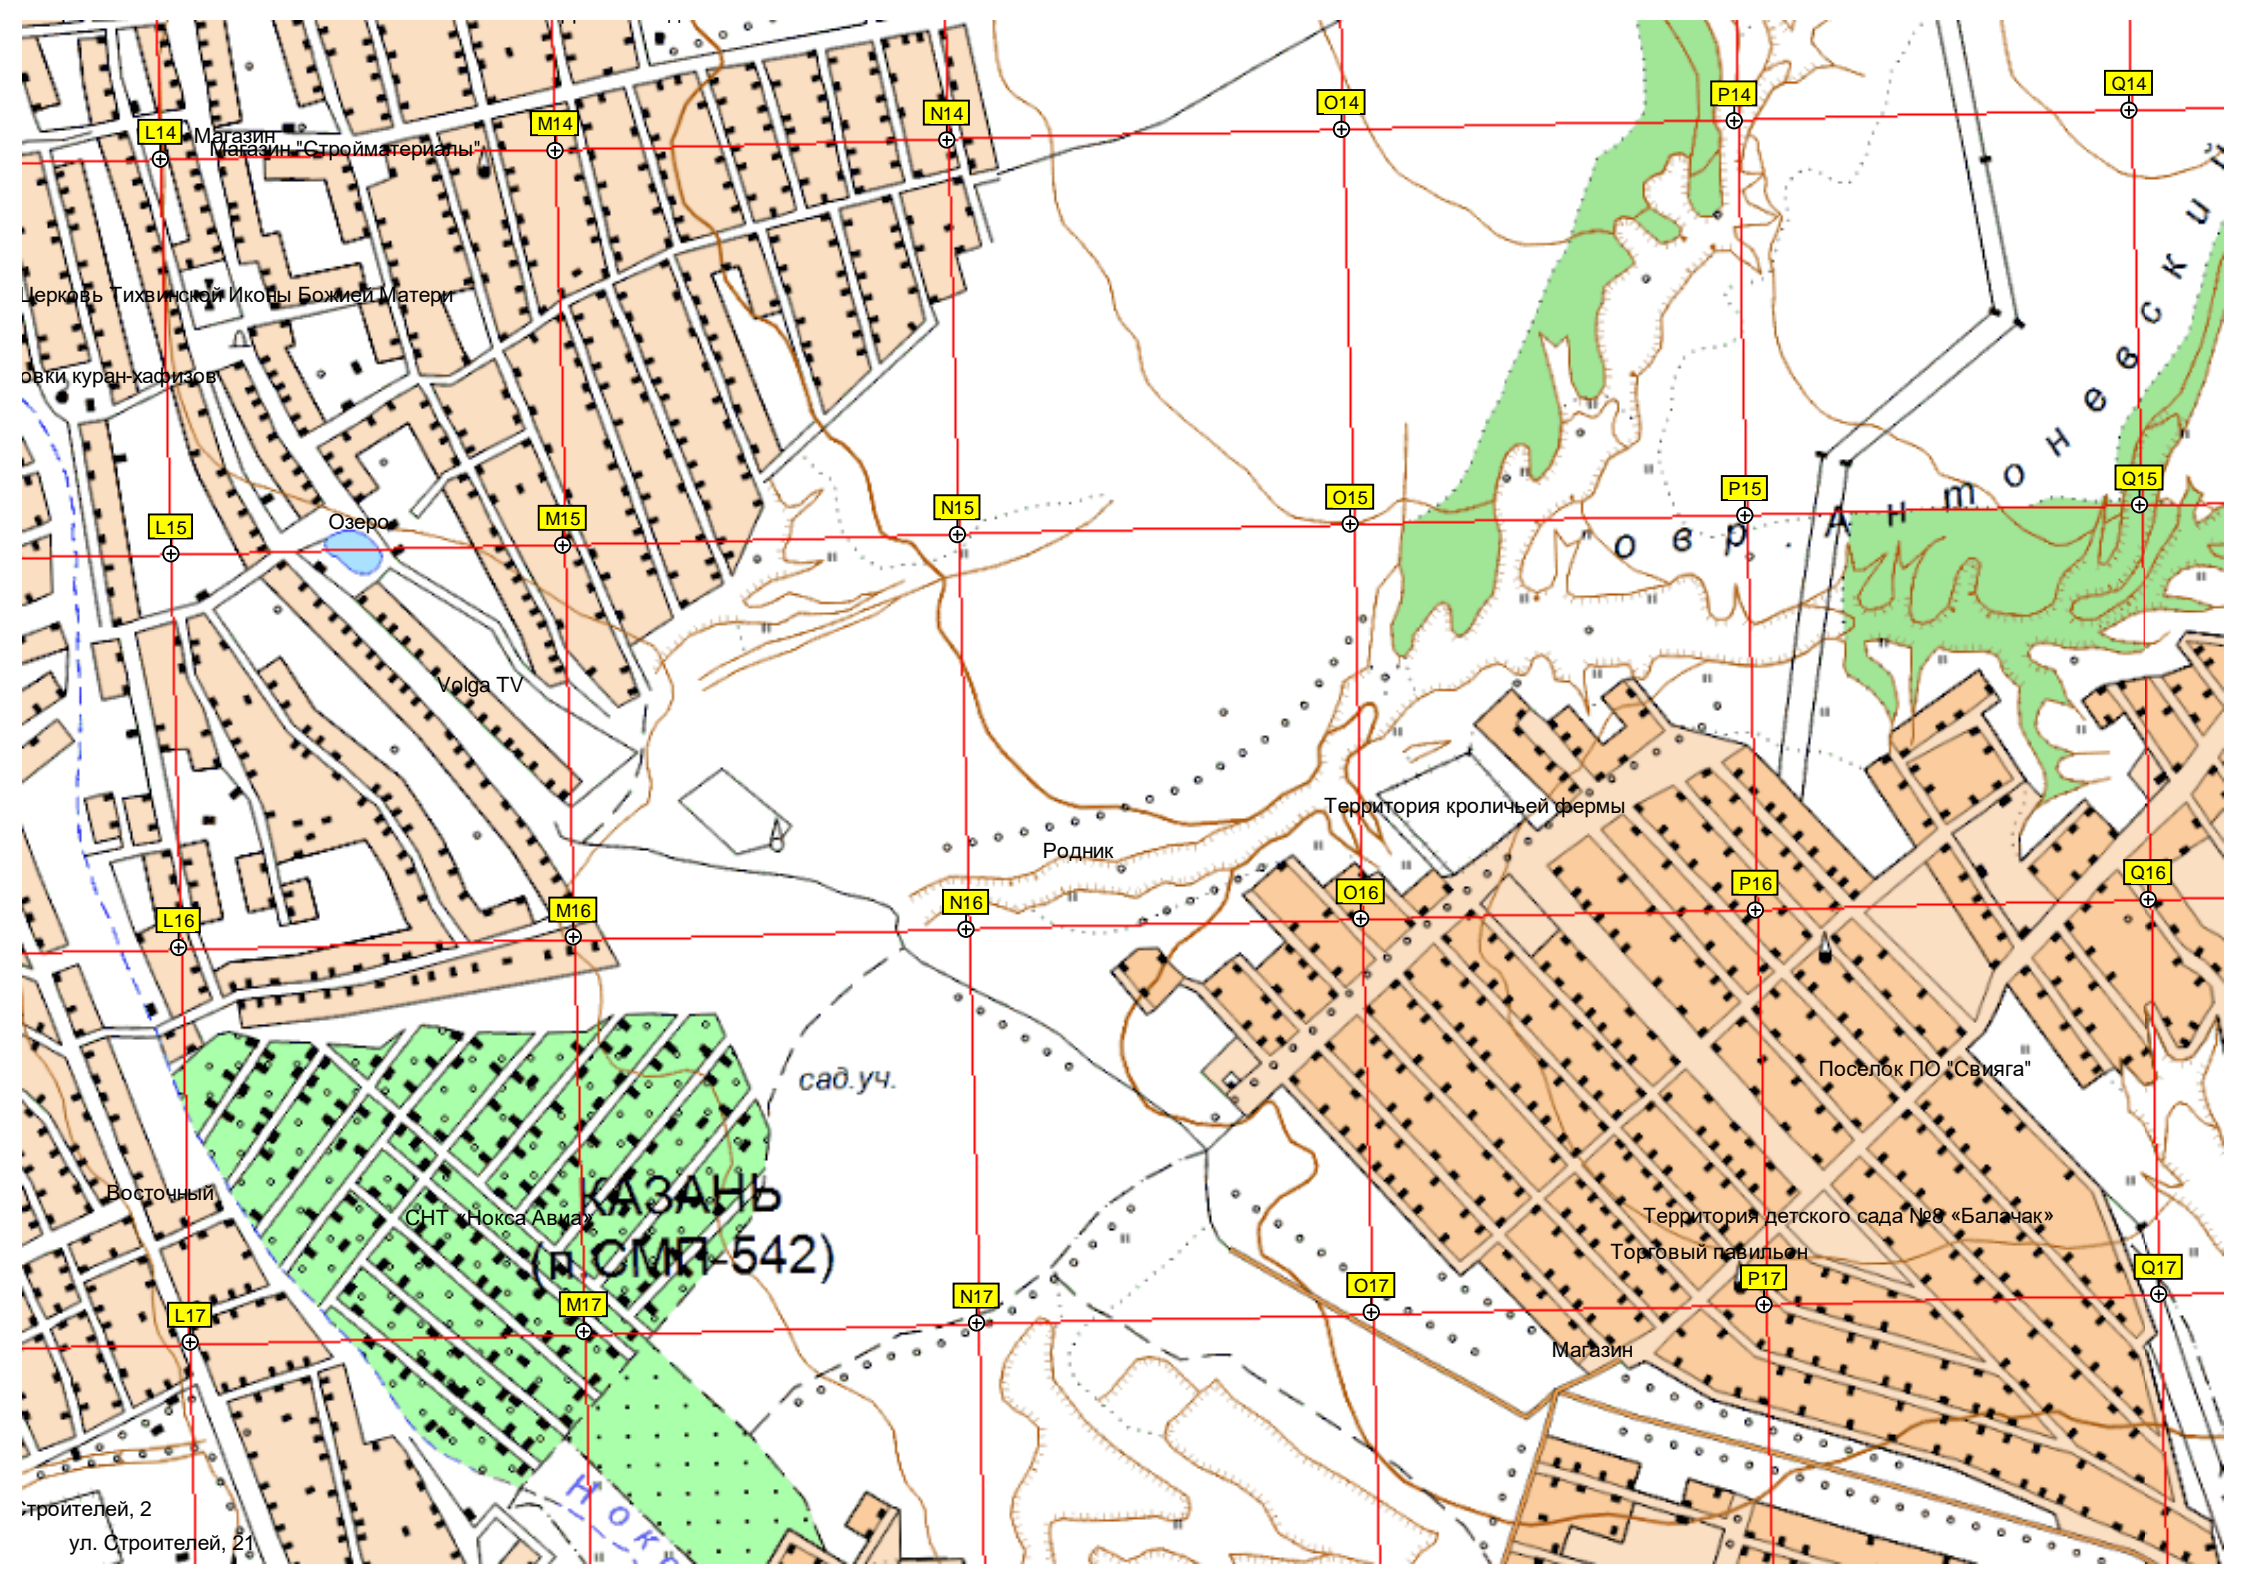 L14
M14
N14
O14
P14
Q14
Магазин
Магазин "Стройматериалы"
Церковь Тихвинской Иконы Божией Матери
овки куран-хафизов
L15
M15
N15
O15
P15
Q15
Озеро
овр. Антоневский
Volga TV
Территория кроличьей фермы
Родник
L16
M16
N16
O16
P16
Q16
Поселок ПО "Свияга"
сад.уч.
Восточный
КАЗАНЬ
СНТ «Нокса Авиа»
(п.СМП-542)
Территория детского сада №8 «Балачак»
Торговый павильон
L17
M17
N17
O17
P17
Q17
Магазин
Строителей, 2
ул. Строителей, 21
Нокс